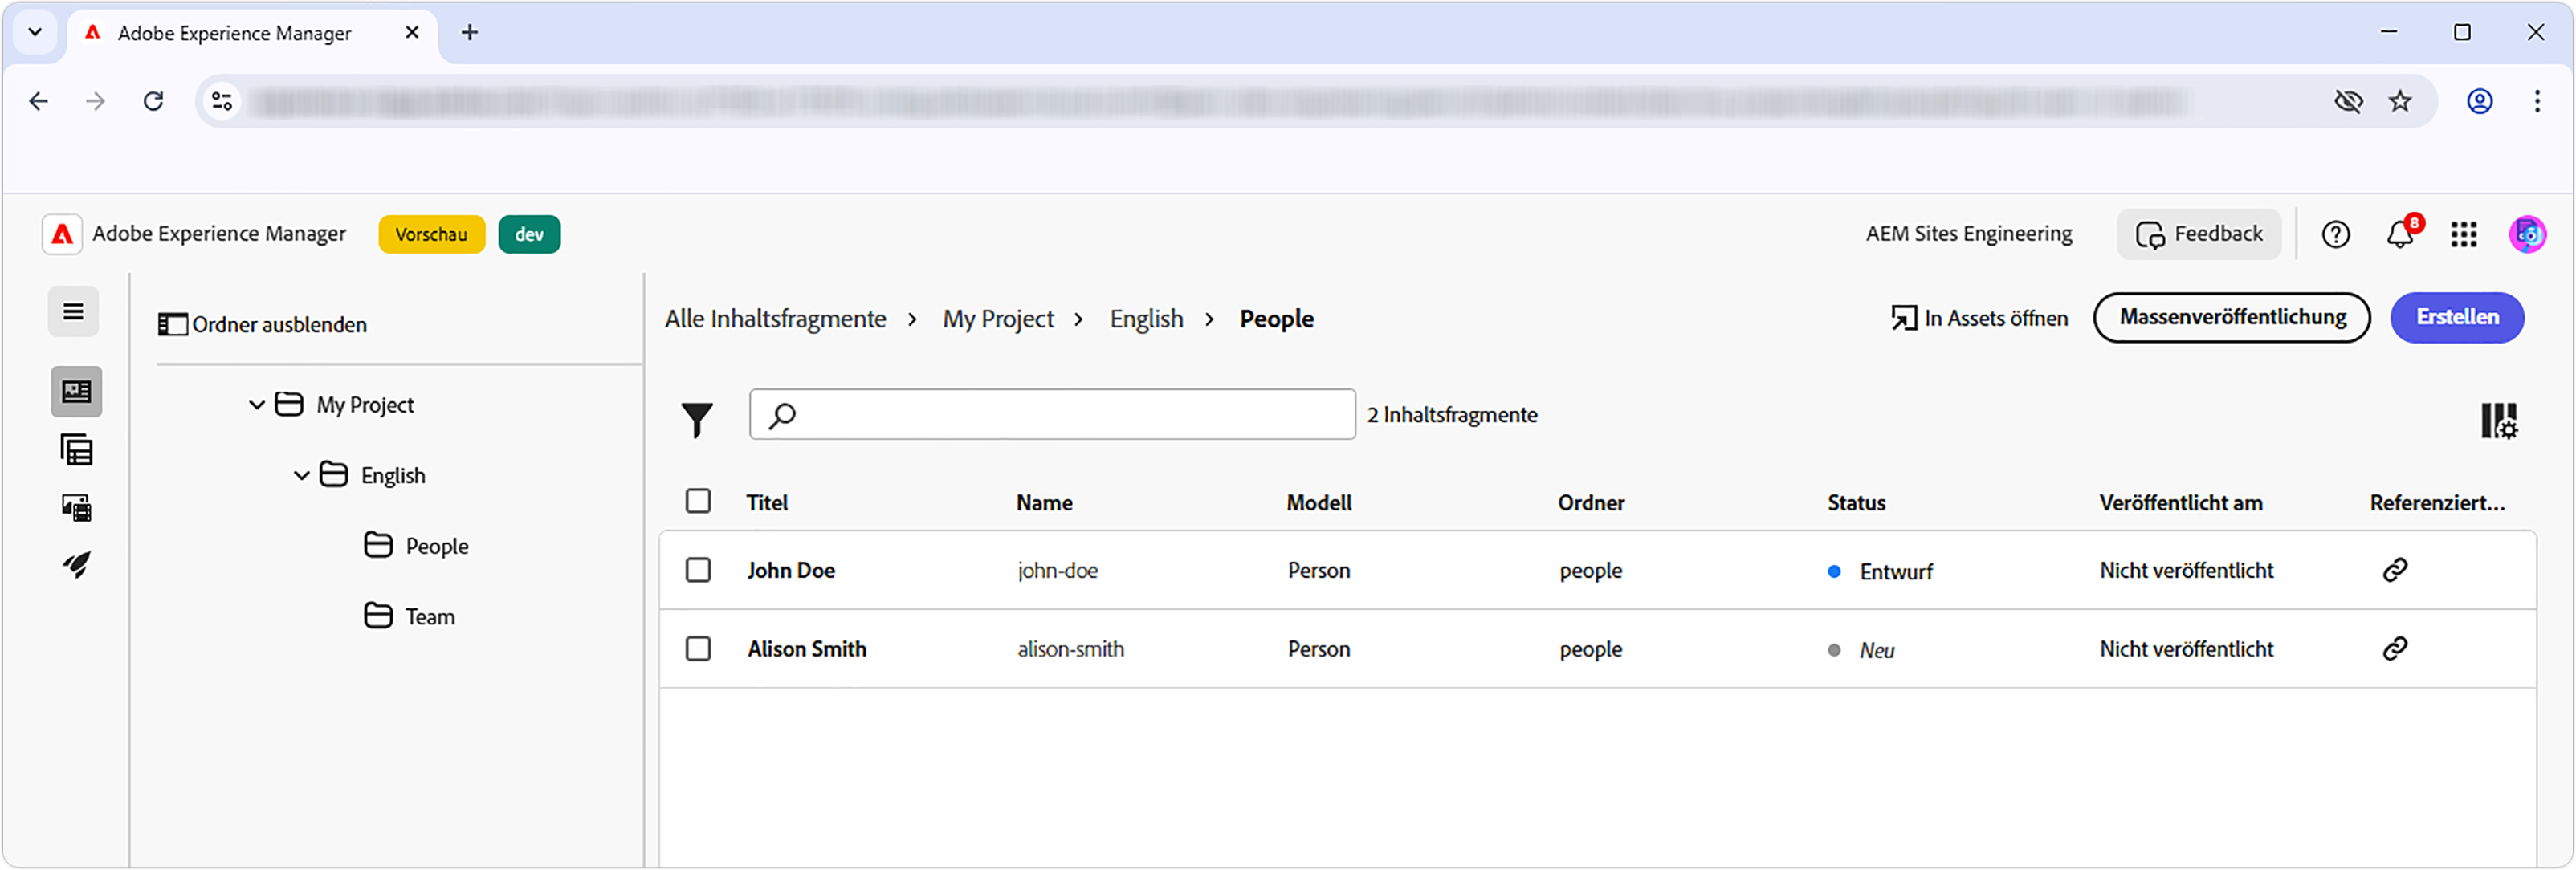 Adobe Experience Manager
Adobe Experience Manager Vorschau dev AEM Sites Engineering Feedback 8
Ordner ausblenden
My Project
English
People
Team
Alle Inhaltsfragmente > My Project > English > People In Assets öffnen Massenveröffentlichung Erstellen
2 Inhaltsfragmente
Titel Name Modell Ordner Status Veröffentlicht am Referenziert...
John Doe john-doe Person people Entwurf Nicht veröffentlicht
Alison Smith alison-smith Person people Neu Nicht veröffentlicht